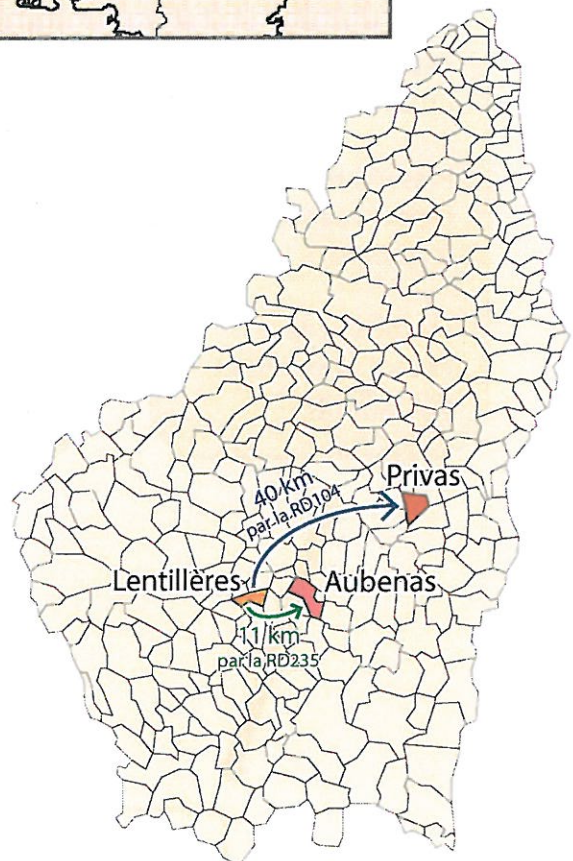 Privas
40 km
par la RD104
Lentillères
Aubenas
11 km
par la RD235